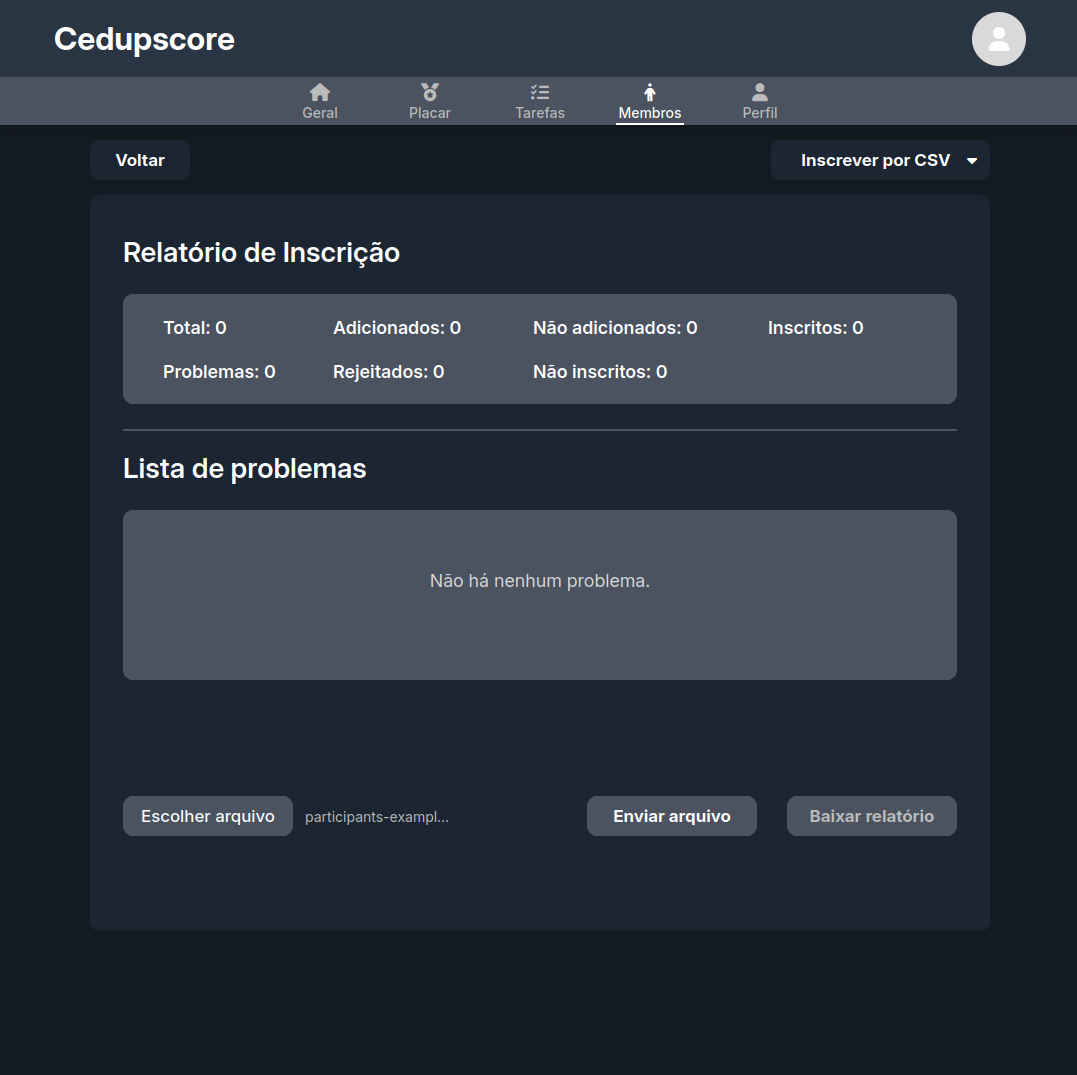 Cedupscore
Geral Placar Tarefas Membros Perfil
Voltar Inscrever por CSV
Relatório de Inscrição
Total: 0 Adicionados: 0 Não adicionados: 0 Inscritos: 0
Problemas: 0 Rejeitados: 0 Não inscritos: 0
Lista de problemas
Não há nenhum problema.
Escolher arquivo participants-exampl... Enviar arquivo Baixar relatório